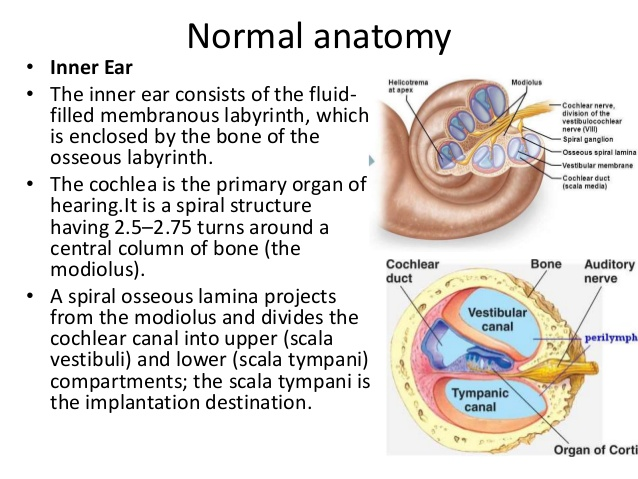 Normal anatomy
• Inner Ear
• The inner ear consists of the fluid-
filled membranous labyrinth, which
is enclosed by the bone of the
osseous labyrinth.
• The cochlea is the primary organ of
hearing.It is a spiral structure
having 2.5–2.75 turns around a
central column of bone (the
modiolus).
• A spiral osseous lamina projects
from the modiolus and divides the
cochlear canal into upper (scala
vestibuli) and lower (scala tympani)
compartments; the scala tympani is
the implantation destination.
Helicotrema
at apex
Modiolus
Cochlear nerve,
division of the
vestibulocochlear
nerve (VIII)
Spiral ganglion
Osseous spiral lamina
Vestibular membrane
Cochlear duct
(scala media)
Cochlear
duct
Bone
Auditory
nerve
Vestibular
canal
perilymph
Tympanic
canal
Organ of Corti